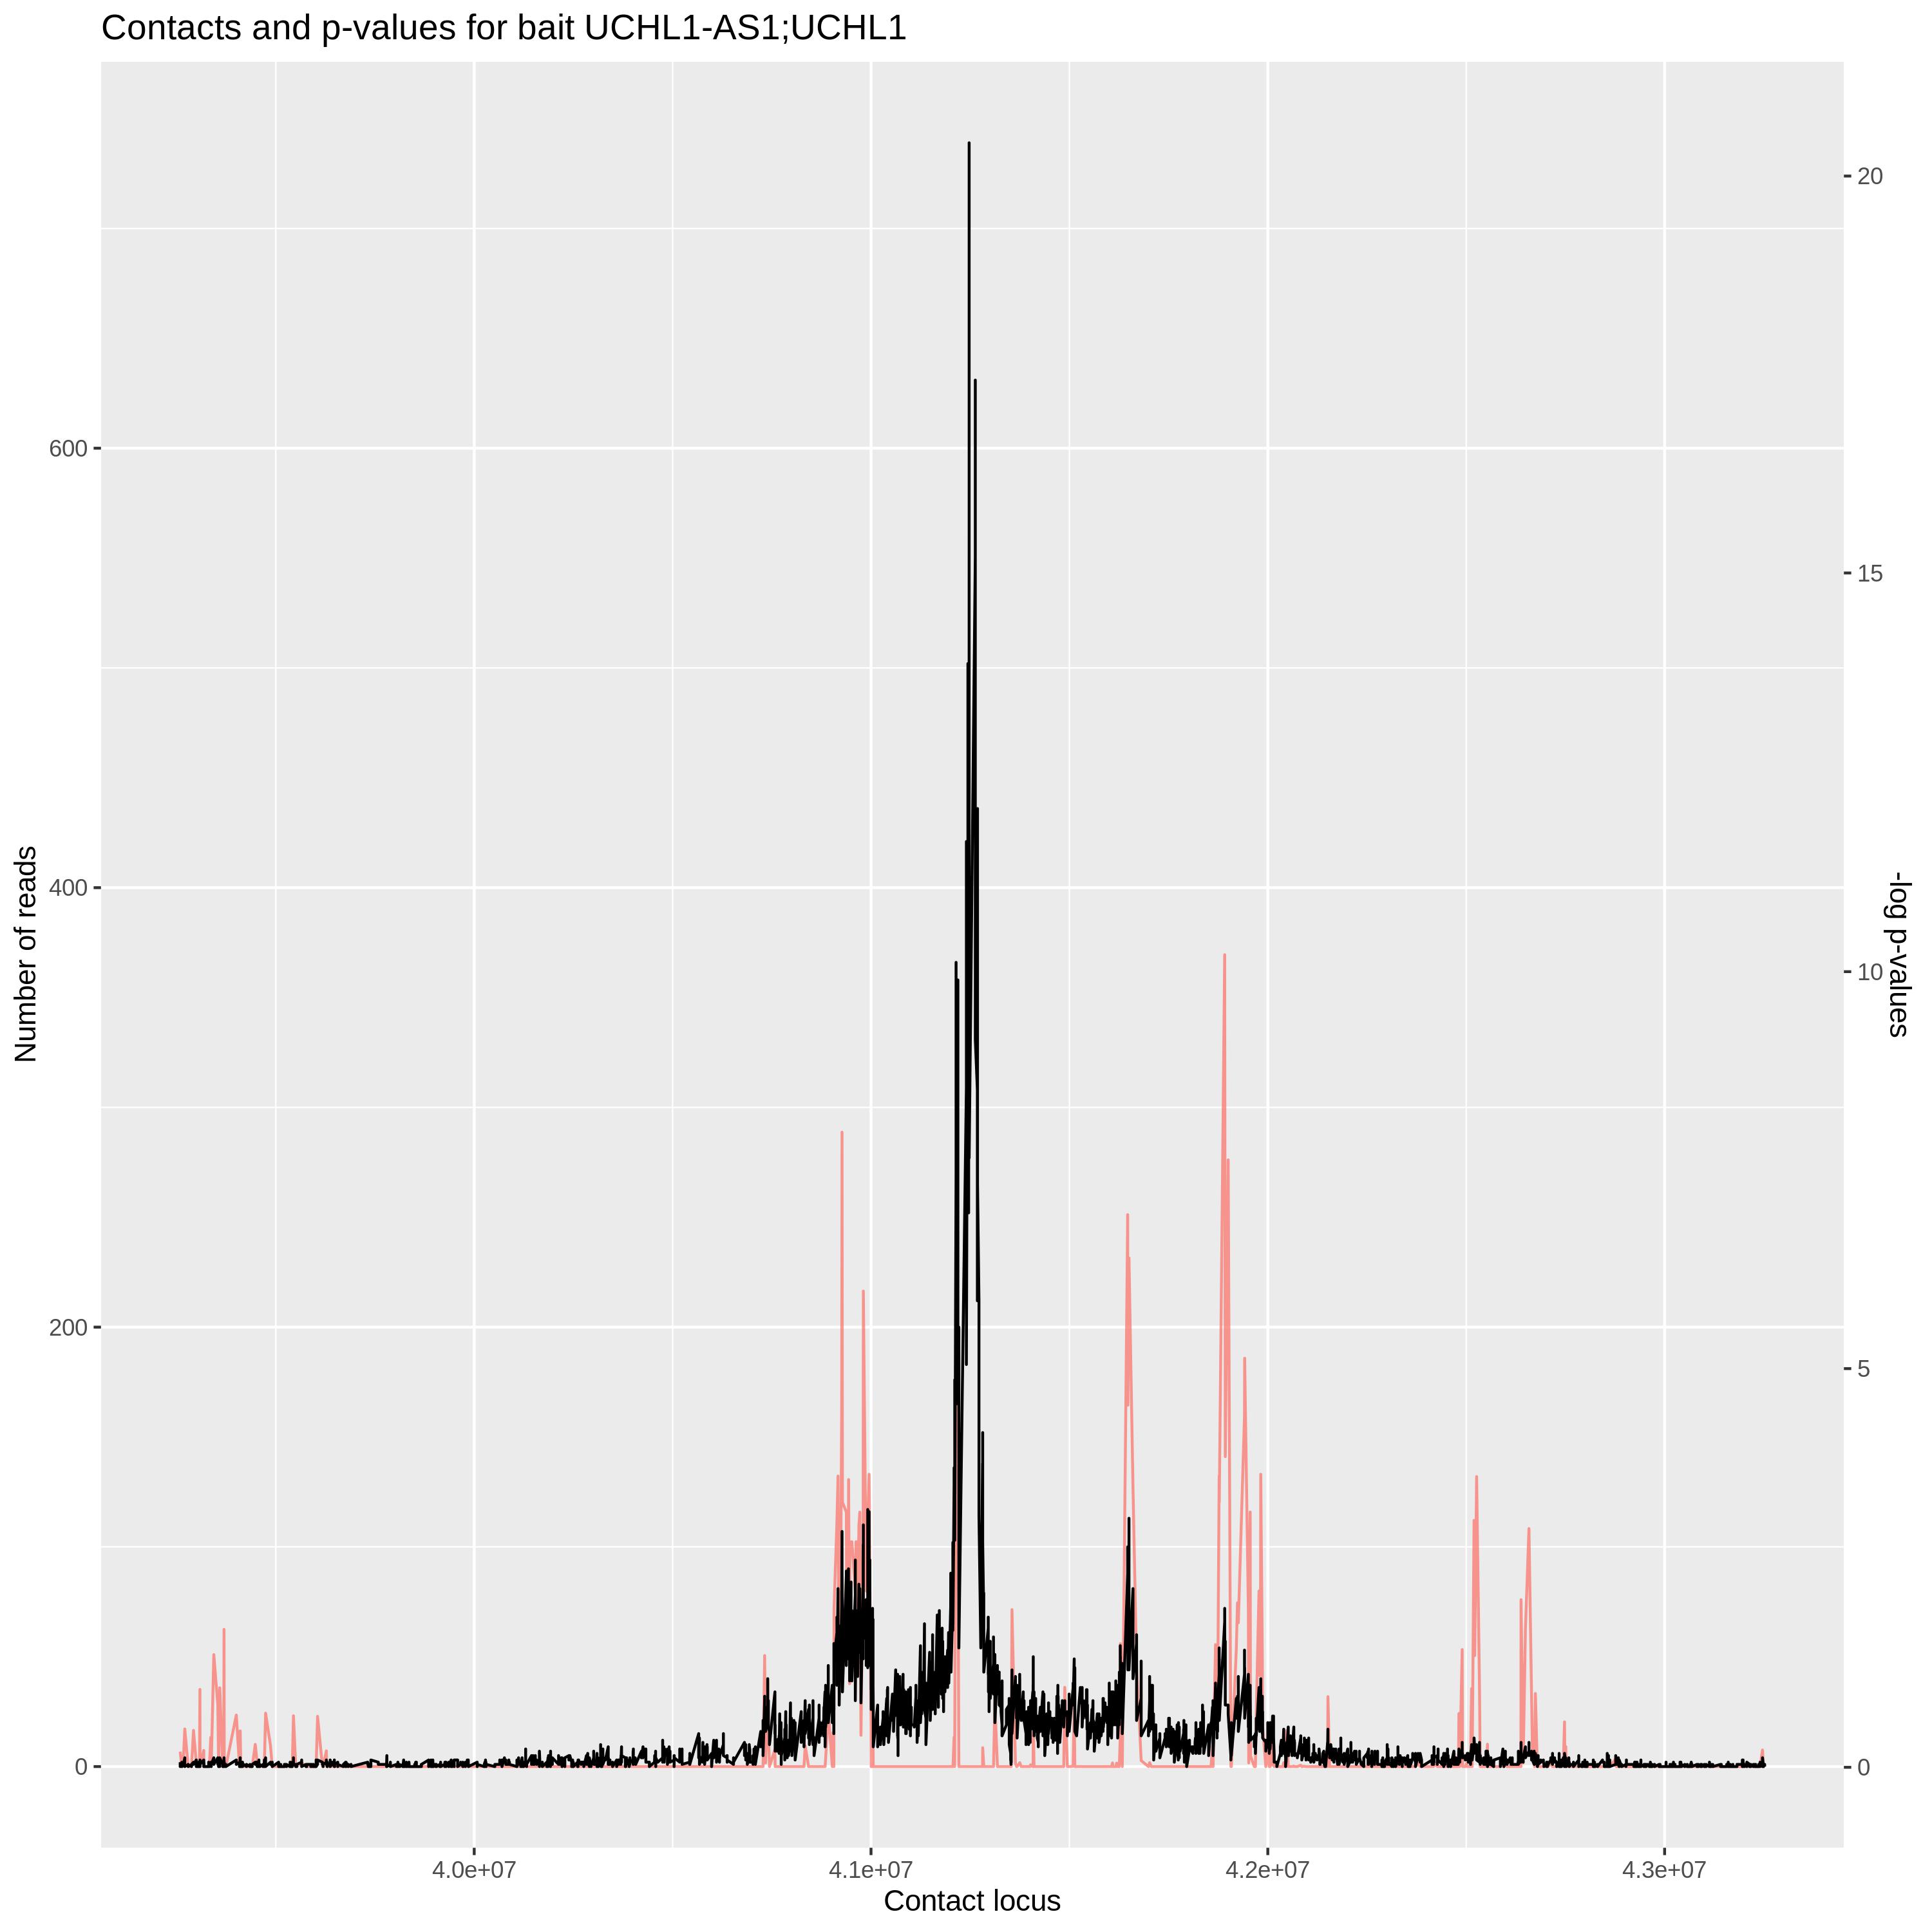 Contacts and p-values for bait UCHL1-AS1;UCHL1
20
15
600
Number of reads
400
10
-log p-values
200
5
0
0
4.0e+07
4.1e+07
4.2e+07
4.3e+07
Contact locus